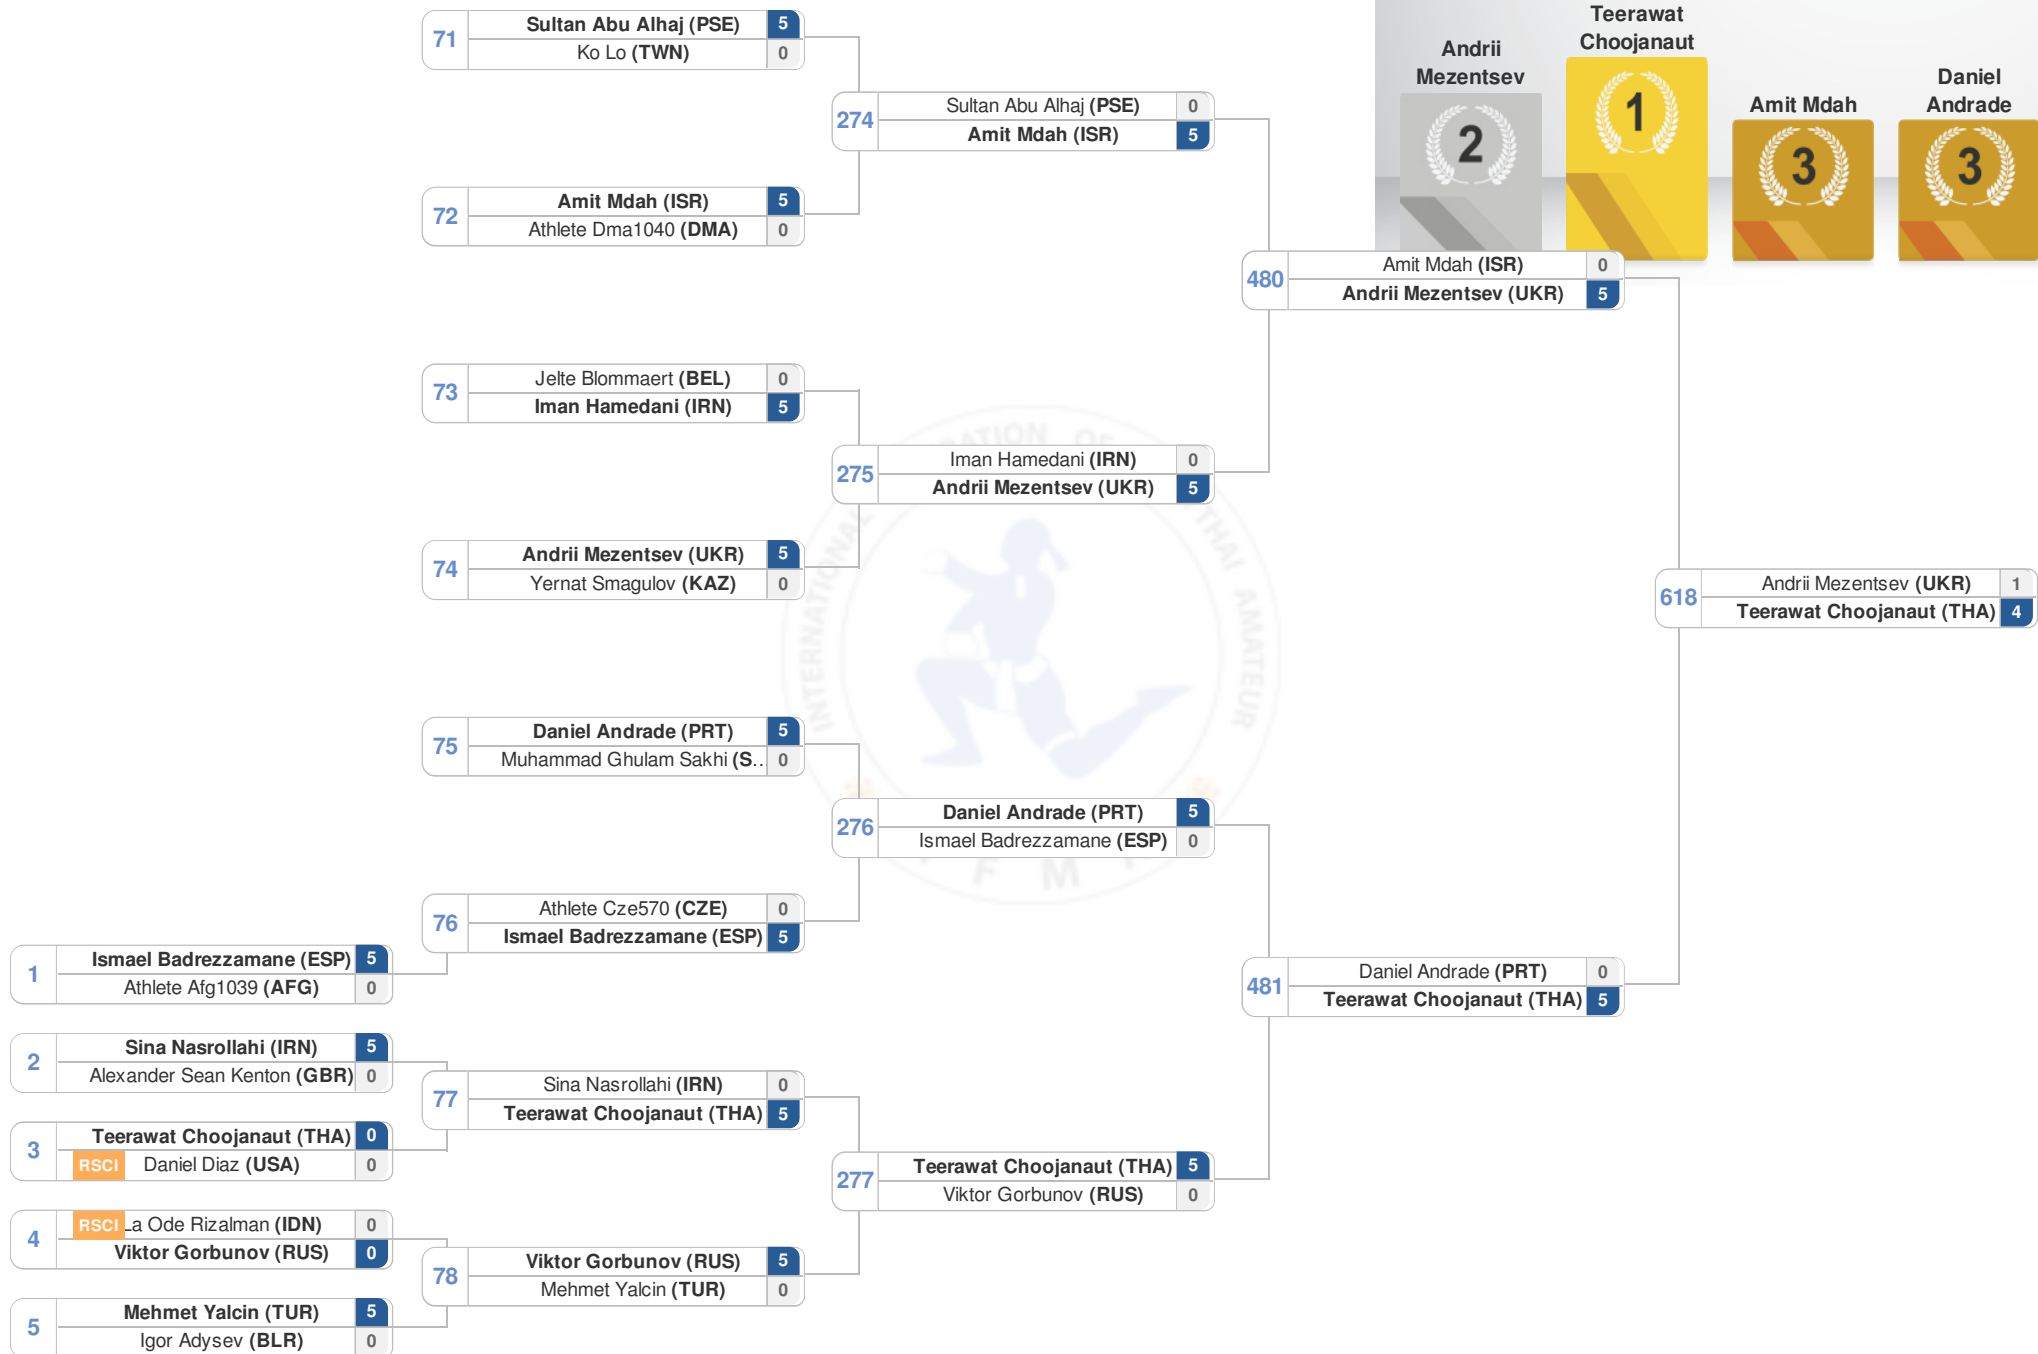 Andrii
Mezentsev
2
Teerawat
Choojanaut
1
Amit Mdah
3
Daniel
Andrade
3
71
Sultan Abu Alhaj (PSE) 5
Ko Lo (TWN) 0
72
Amit Mdah (ISR) 5
Athlete Dma1040 (DMA) 0
73
Jelte Blommaert (BEL) 0
Iman Hamedani (IRN) 5
74
Andrii Mezentsev (UKR) 5
Yernat Smagulov (KAZ) 0
75
Daniel Andrade (PRT) 5
Muhammad Ghulam Sakhi (S... 0
76
Athlete Cze570 (CZE) 0
Ismael Badrezzamane (ESP) 5
1
Ismael Badrezzamane (ESP) 5
Athlete Afg1039 (AFG) 0
2
Sina Nasrollahi (IRN) 5
Alexander Sean Kenton (GBR) 0
3
Teerawat Choojanaut (THA) 0
RSCI Daniel Diaz (USA) 0
4
RSCI La Ode Rizalman (IDN) 0
Viktor Gorbunov (RUS) 0
5
Mehmet Yalcin (TUR) 5
Igor Adysev (BLR) 0
77
Sina Nasrollahi (IRN) 0
Teerawat Choojanaut (THA) 5
78
Viktor Gorbunov (RUS) 5
Mehmet Yalcin (TUR) 0
274
Sultan Abu Alhaj (PSE) 0
Amit Mdah (ISR) 5
275
Iman Hamedani (IRN) 0
Andrii Mezentsev (UKR) 5
276
Daniel Andrade (PRT) 5
Ismael Badrezzamane (ESP) 0
277
Teerawat Choojanaut (THA) 5
Viktor Gorbunov (RUS) 0
480
Amit Mdah (ISR) 0
Andrii Mezentsev (UKR) 5
481
Daniel Andrade (PRT) 0
Teerawat Choojanaut (THA) 5
618
Andrii Mezentsev (UKR) 1
Teerawat Choojanaut (THA) 4
INTERNATIONAL OF THAI AMATEUR
F M